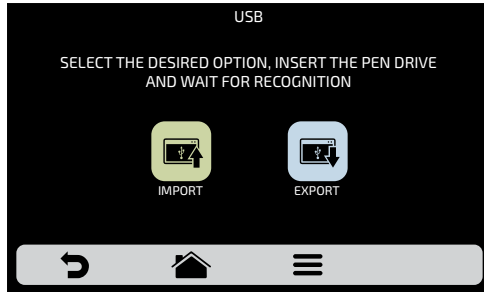 USB
SELECT THE DESIRED OPTION, INSERT THE PEN DRIVE
AND WAIT FOR RECOGNITION
IMPORT
EXPORT